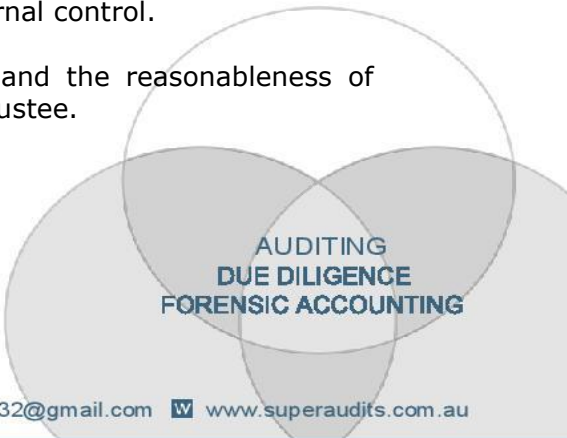 rnal control.
and the reasonableness of
ustee.
AUDITING
DUE DILIGENCE
FORENSIC ACCOUNTING
32@gmail.com W www.superaudits.com.au